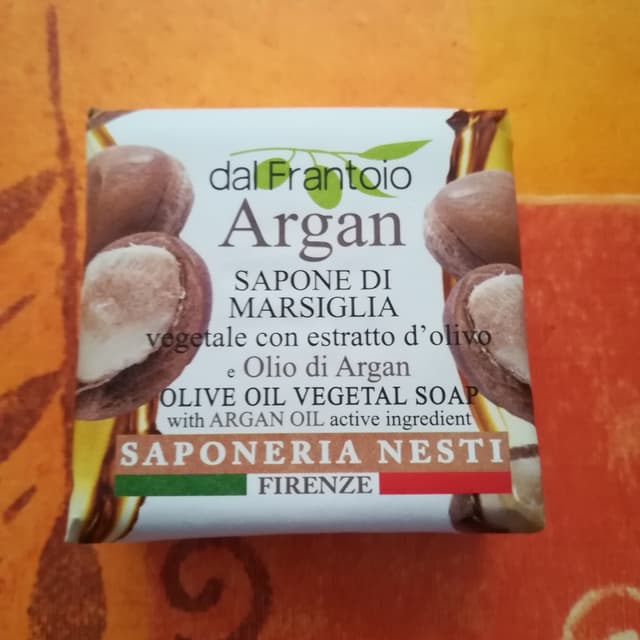 dal Frantoio
Argan
SAPONE DI
MARSIGLIA
vegetale con estratto d'olivo
e Olio di Argan
OLIVE OIL VEGETAL SOAP
with ARGAN OIL active ingredient
SAPONERIA NESTI
FIRENZE